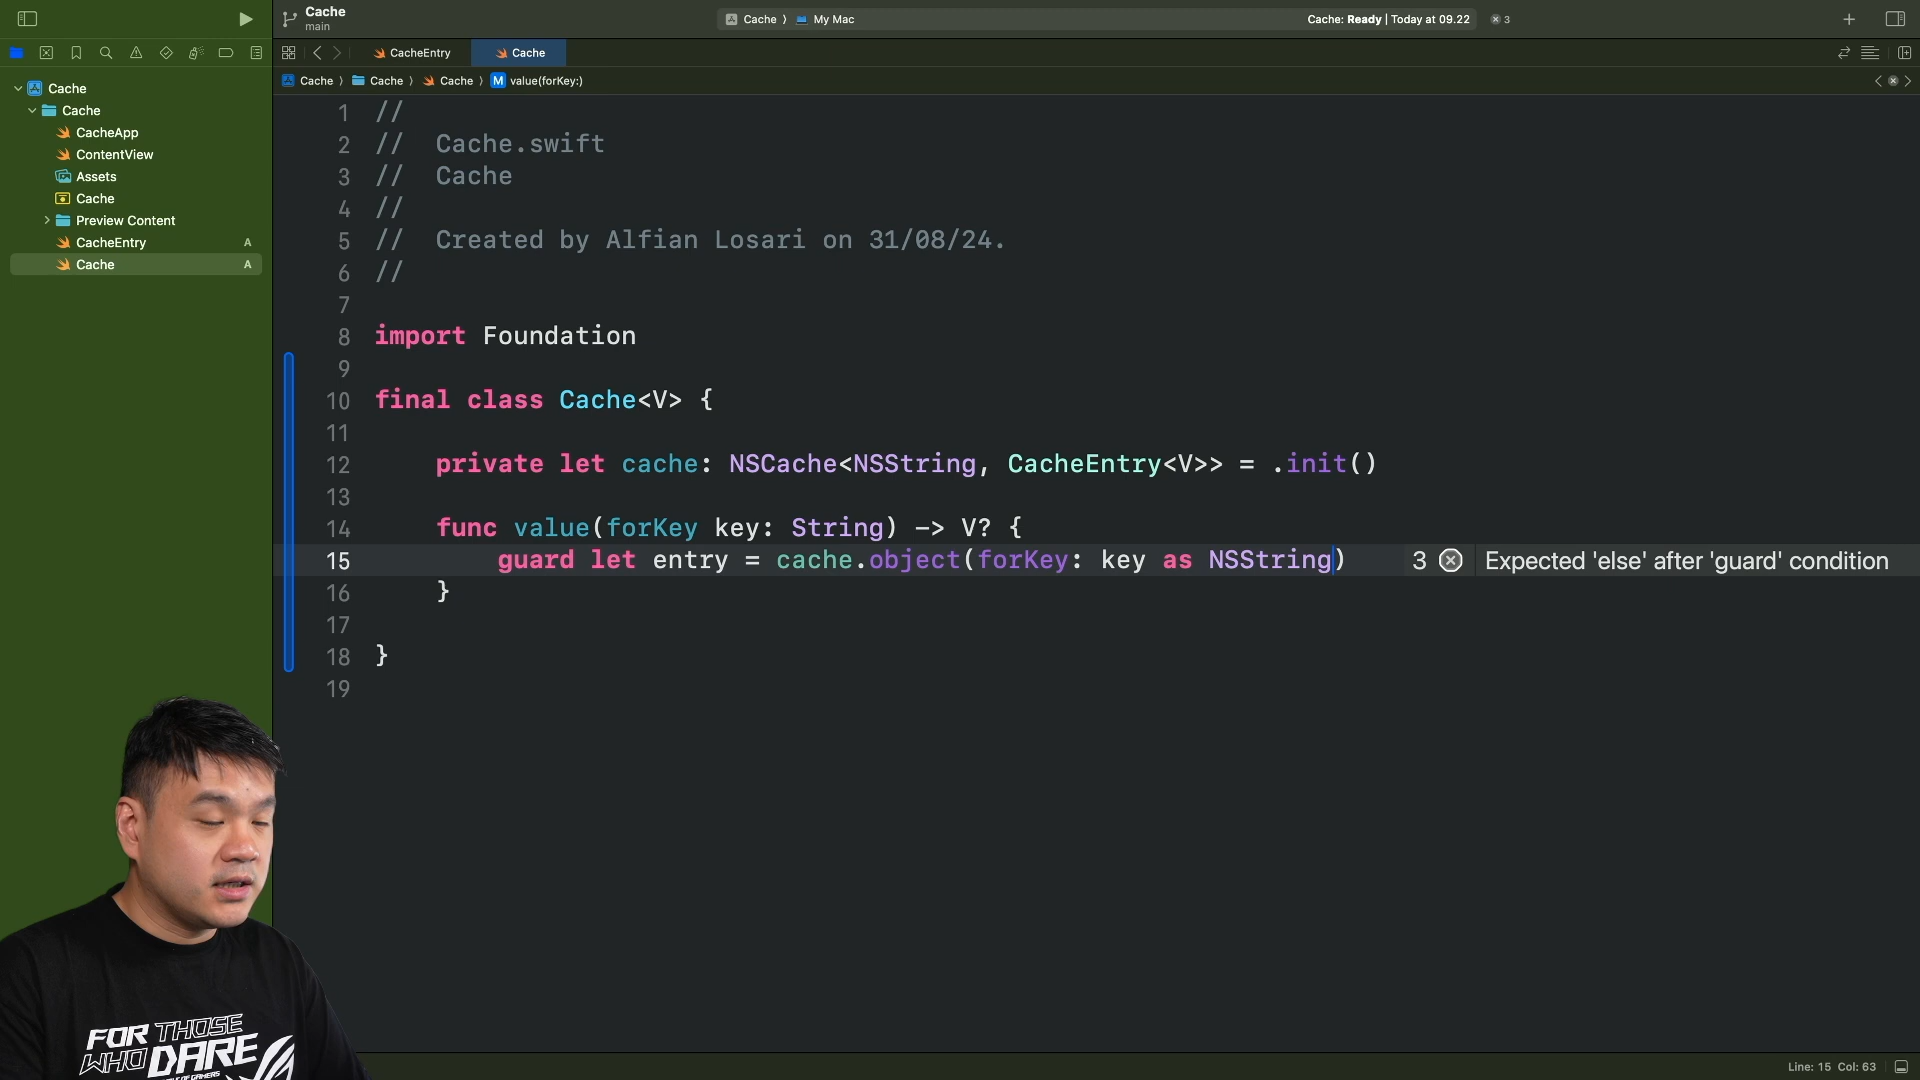 Cache
main
Cache 〉 My Mac
Cache: Ready | Today at 09.22
3
CacheEntry
Cache
Cache 〉 Cache 〉 Cache 〉 M value(forKey:)
Cache
Cache
CacheApp
ContentView
Assets
Cache
Preview Content
CacheEntry A
Cache A
1 //
2 //  Cache.swift
3 //  Cache
4 //
5 //  Created by Alfian Losari on 31/08/24.
6 //
7
8 import Foundation
9
10 final class Cache<V> {
11
12     private let cache: NSCache<NSString, CacheEntry<V>> = .init()
13
14     func value(forKey key: String) -> V? {
15         guard let entry = cache.object(forKey: key as NSString) 3 Expected 'else' after 'guard' condition
16     }
17
18 }
19
FOR THOSE
WHO DARE
Line: 15 Col: 63